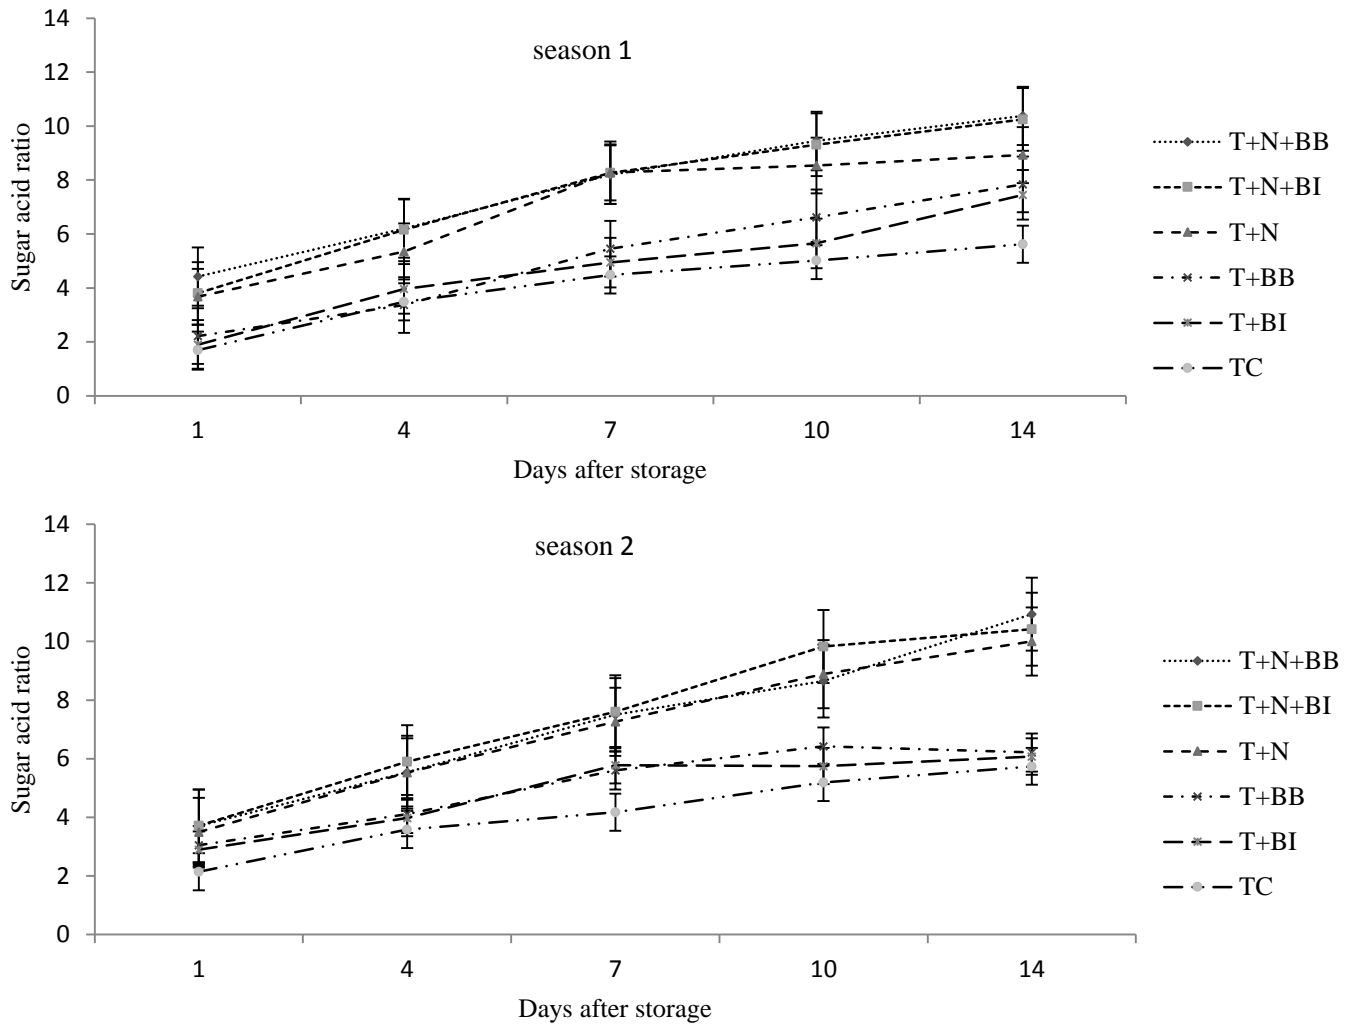 season 1
Sugar acid ratio
14
12
10
8
6
4
2
0
1 4 7 10 14
Days after storage
T+N+BB
T+N+BI
T+N
T+BB
T+BI
TC
season 2
Sugar acid ratio
14
12
10
8
6
4
2
0
1 4 7 10 14
Days after storage
T+N+BB
T+N+BI
T+N
T+BB
T+BI
TC